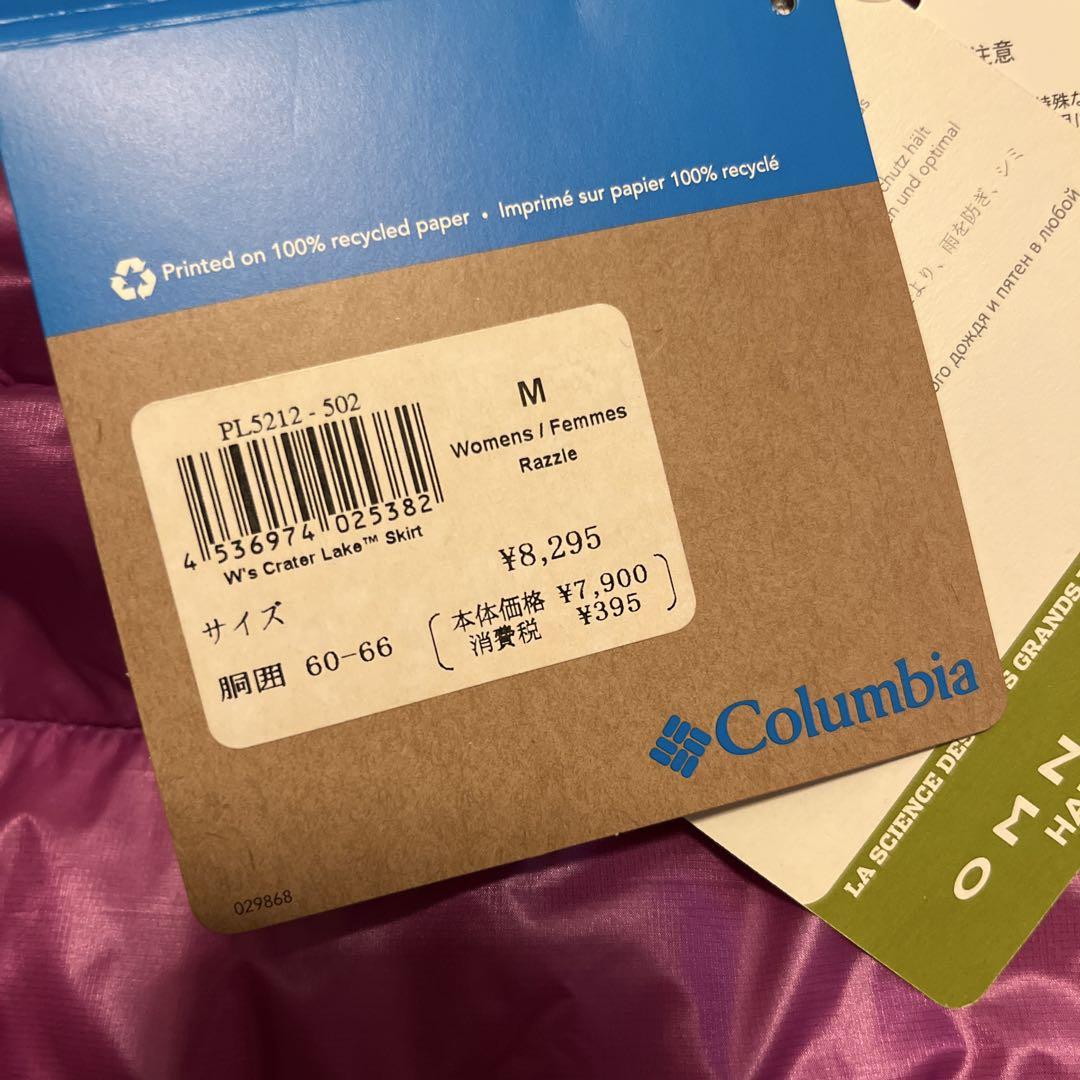 Printed on 100% recycled paper • Imprimé sur papier 100% recyclé
PL5212-502
4 536974 025382
W's Crater Lake™ Skirt
M
Womens / Femmes
Razzle
サイズ
胴囲 60-66
¥8,295
本体価格 ¥7,900
消費税 ¥395
Columbia
029868
注意
特殊な
chutz hält
n und optimal
より、雨を防ぎ、シミ
ого дождя и пятен в любой
LA SCIENCE DES
S GRANDS
OMN
HA